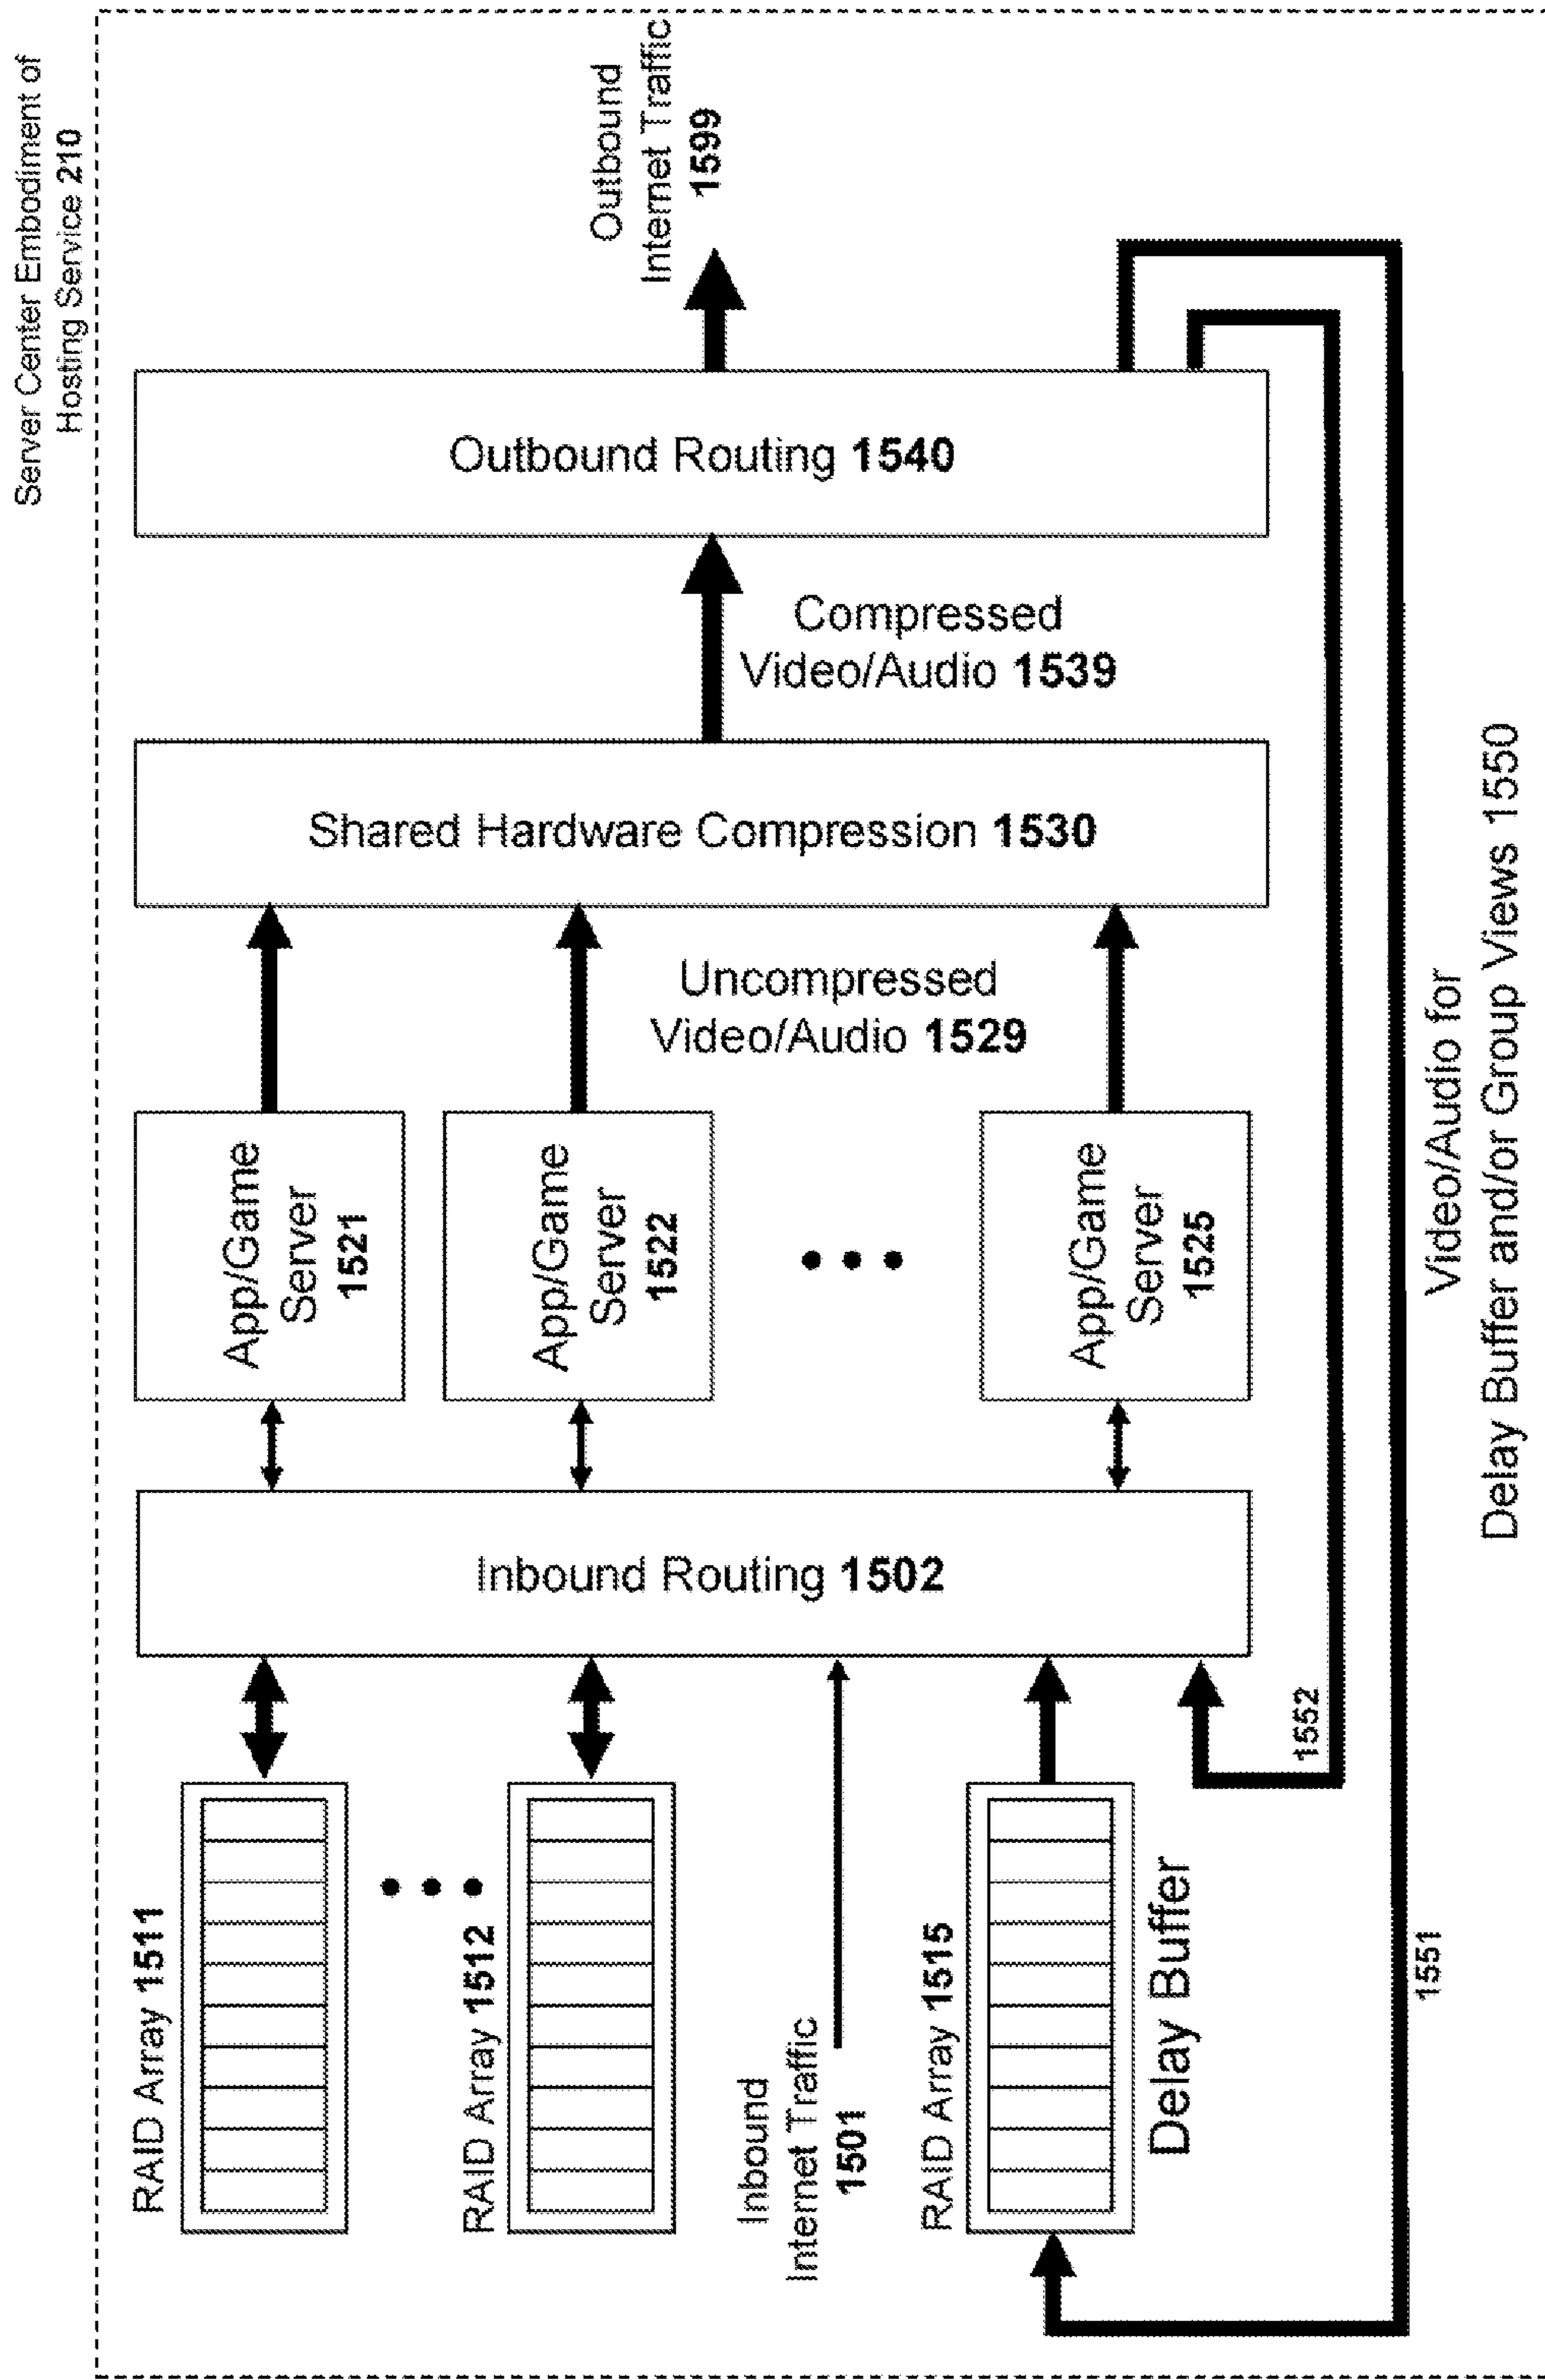 Server Center Embodiment of
Hosting Service 210
RAID Array 1511
RAID Array 1512
Inbound
Internet Traffic
1501
RAID Array 1515
Delay Buffer
Inbound Routing 1502
App/Game
Server
1521
App/Game
Server
1522
App/Game
Server
1525
Uncompressed
Video/Audio 1529
Shared Hardware Compression 1530
Compressed
Video/Audio 1539
Outbound Routing 1540
Outbound
Internet Traffic
1599
1552
1551
Video/Audio for
Delay Buffer and/or Group Views 1550